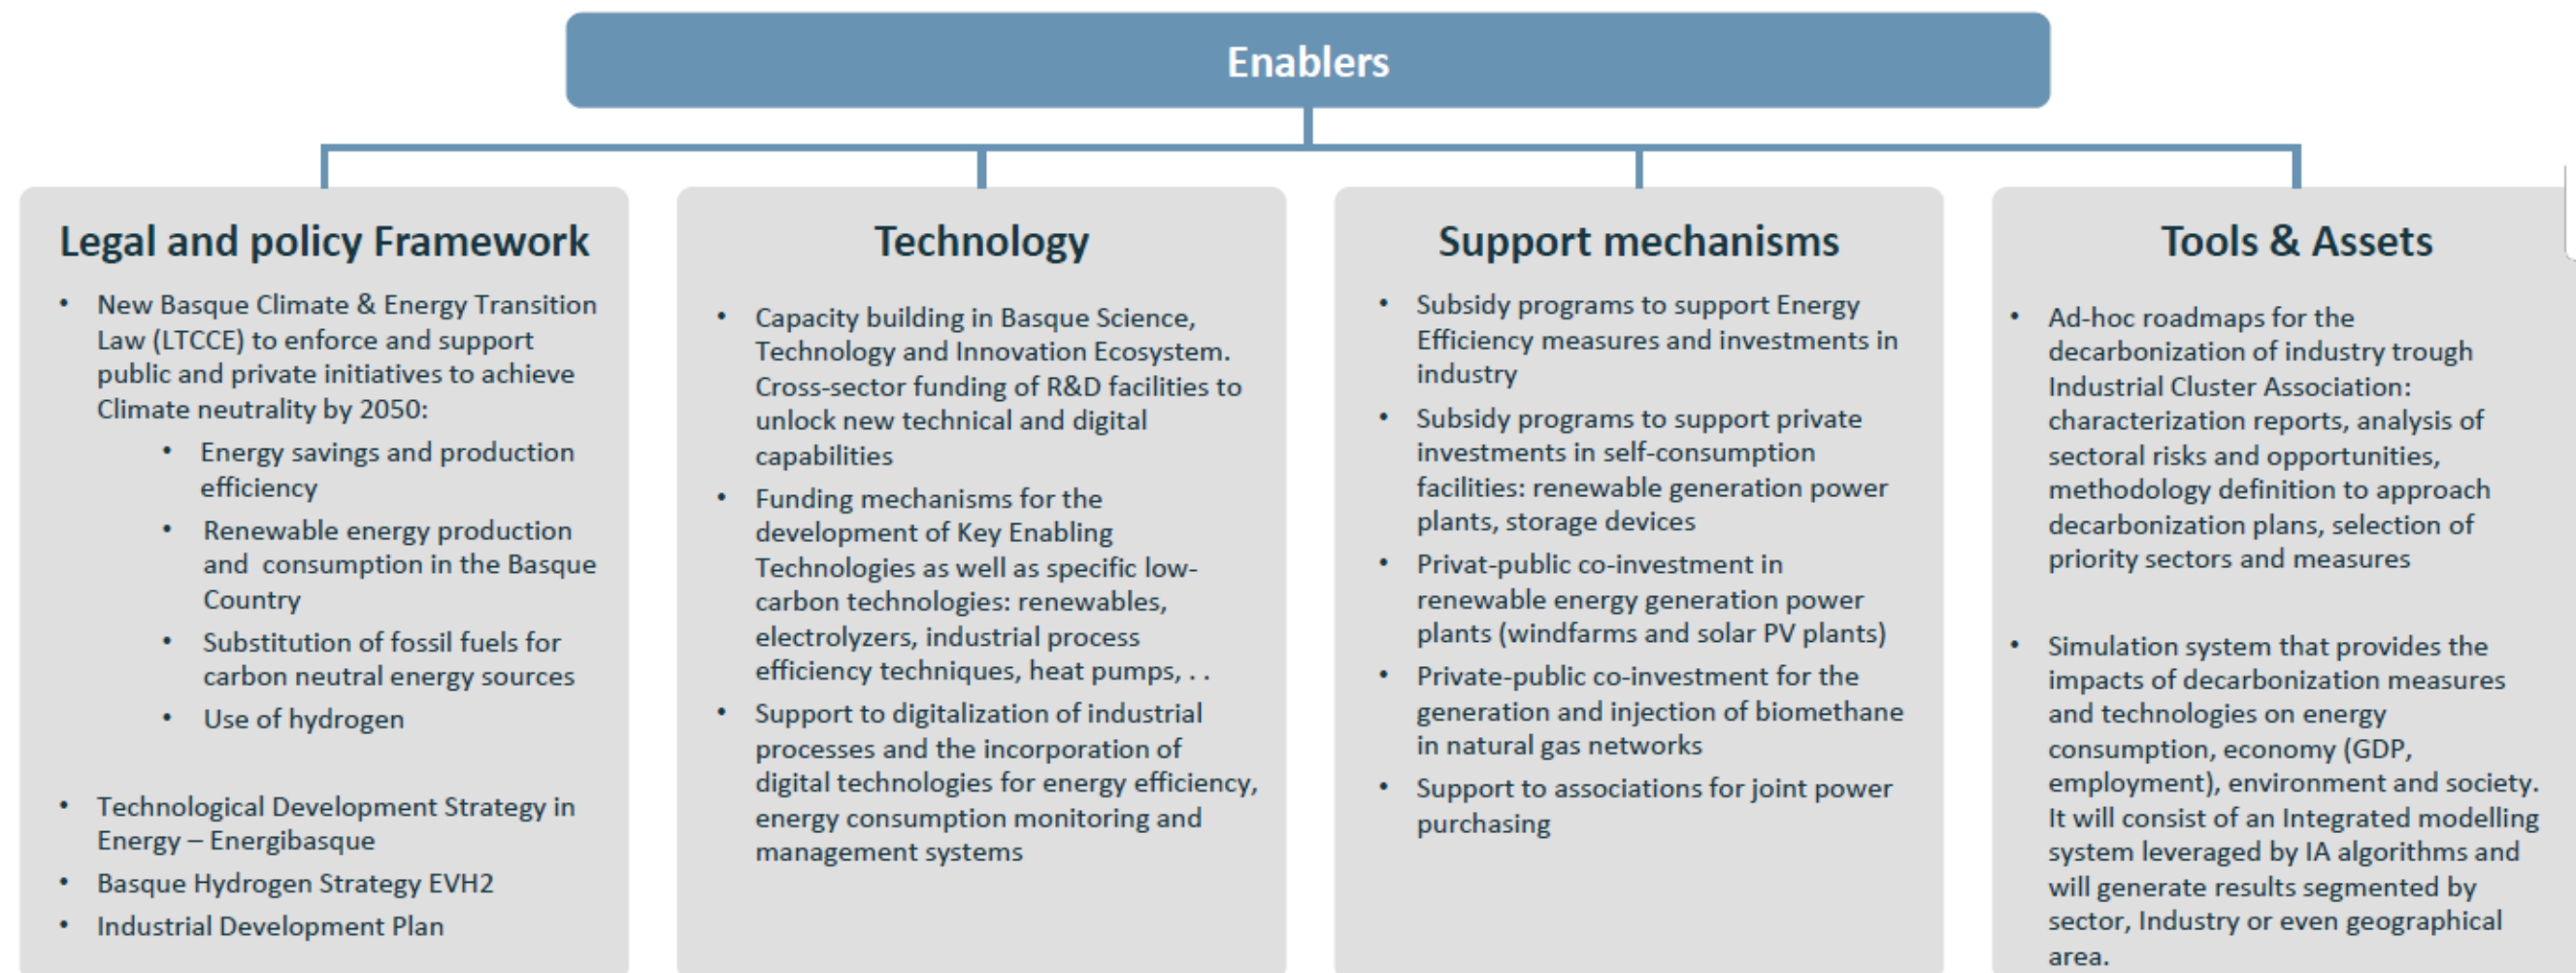 Enablers
Legal and policy Framework
• New Basque Climate & Energy Transition
Law (LTCCE) to enforce and support
public and private initiatives to achieve
Climate neutrality by 2050:
• Energy savings and production
efficiency
• Renewable energy production
and  consumption in the Basque
Country
• Substitution of fossil fuels for
carbon neutral energy sources
• Use of hydrogen
• Technological Development Strategy in
Energy – Energibasque
• Basque Hydrogen Strategy EVH2
• Industrial Development Plan
Technology
• Capacity building in Basque Science,
Technology and Innovation Ecosystem.
Cross-sector funding of R&D facilities to
unlock new technical and digital
capabilities
• Funding mechanisms for the
development of Key Enabling
Technologies as well as specific low-
carbon technologies: renewables,
electrolyzers, industrial process
efficiency techniques, heat pumps, . .
• Support to digitalization of industrial
processes and the incorporation of
digital technologies for energy efficiency,
energy consumption monitoring and
management systems
Support mechanisms
• Subsidy programs to support Energy
Efficiency measures and investments in
industry
• Subsidy programs to support private
investments in self-consumption
facilities: renewable generation power
plants, storage devices
• Privat-public co-investment in
renewable energy generation power
plants (windfarms and solar PV plants)
• Private-public co-investment for the
generation and injection of biomethane
in natural gas networks
• Support to associations for joint power
purchasing
Tools & Assets
• Ad-hoc roadmaps for the
decarbonization of industry trough
Industrial Cluster Association:
characterization reports, analysis of
sectoral risks and opportunities,
methodology definition to approach
decarbonization plans, selection of
priority sectors and measures
• Simulation system that provides the
impacts of decarbonization measures
and technologies on energy
consumption, economy (GDP,
employment), environment and society.
It will consist of an Integrated modelling
system leveraged by IA algorithms and
will generate results segmented by
sector, Industry or even geographical
area.